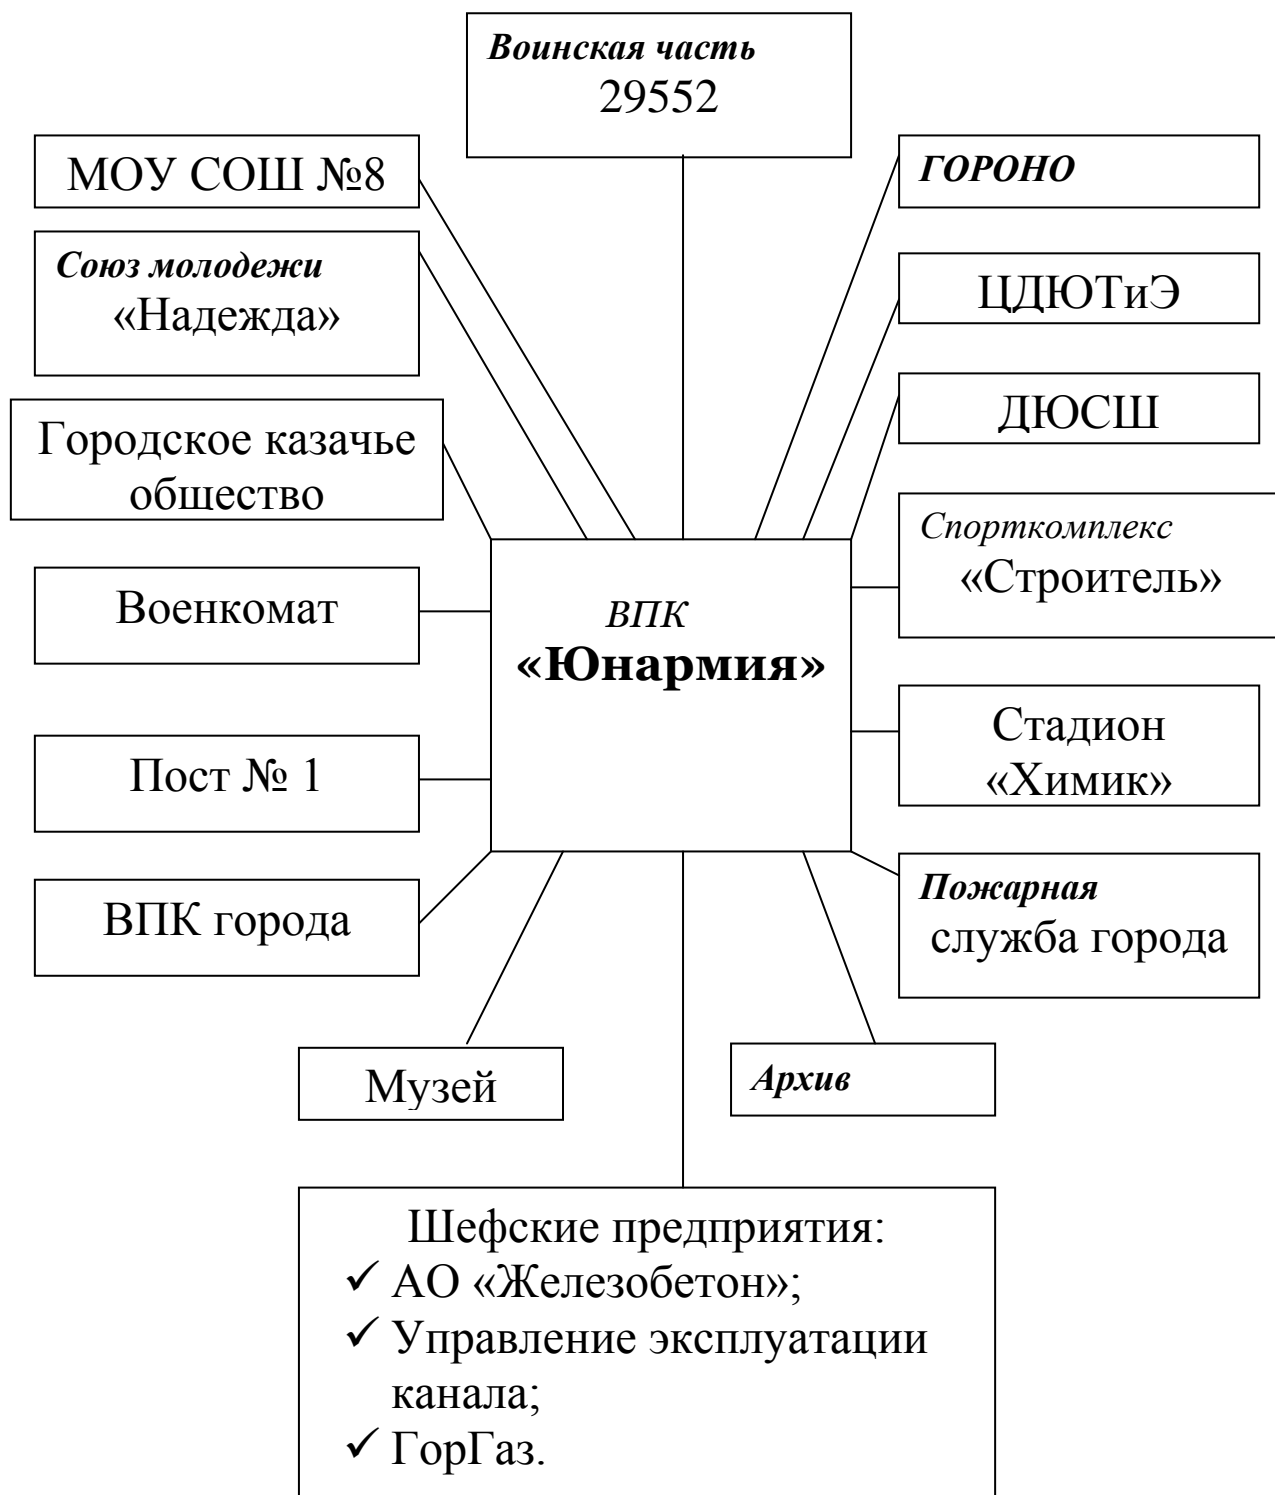 Воинская часть
29552
МОУ СОШ №8
ГОРОНО
Союз молодежи
«Надежда»
ЦДЮТиЭ
ДЮСШ
Городское казачье
общество
Спорткомплекс
«Строитель»
Военкомат
ВПК
«Юнармия»
Стадион
«Химик»
Пост № 1
ВПК города
Пожарная
служба города
Музей
Архив
Шефские предприятия:
✓ АО «Железобетон»;
✓ Управление эксплуатации
канала;
✓ ГорГаз.